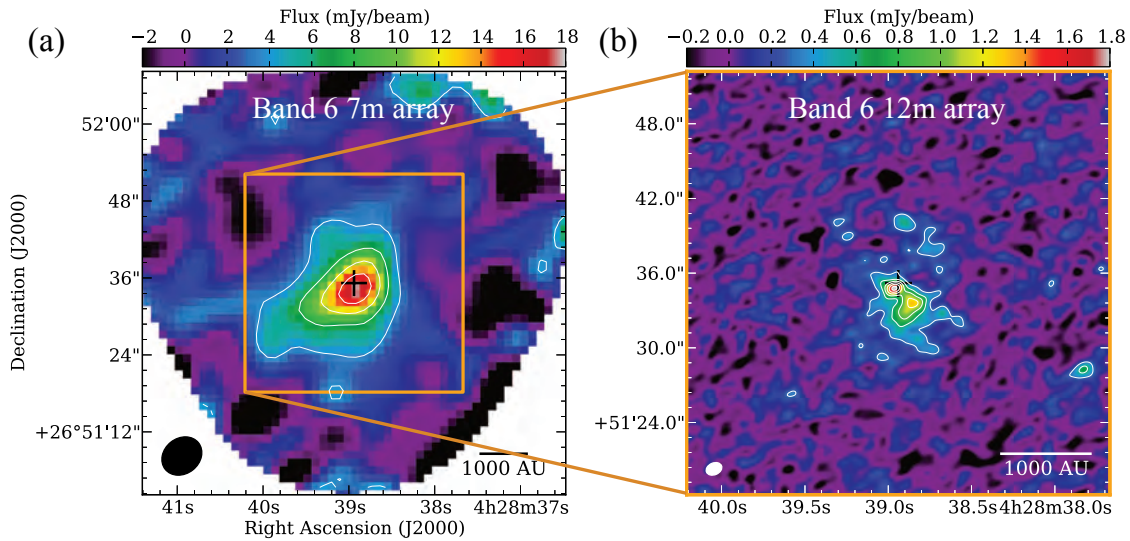 Flux (mJy/beam)
(a)
−2 0 2 4 6 8 10 12 14 16 18
Band 6 7m array
52'00"
48"
36"
24"
+26°51'12"
Declination (J2000)
1000 AU
41s 40s 39s 38s 4h28m37s
Right Ascension (J2000)
Flux (mJy/beam)
(b)
−0.2 0.0 0.2 0.4 0.6 0.8 1.0 1.2 1.4 1.6 1.8
Band 6 12m array
48.0"
42.0"
36.0"
30.0"
+51'24.0"
1000 AU
40.0s 39.5s 39.0s 38.5s 4h28m38.0s